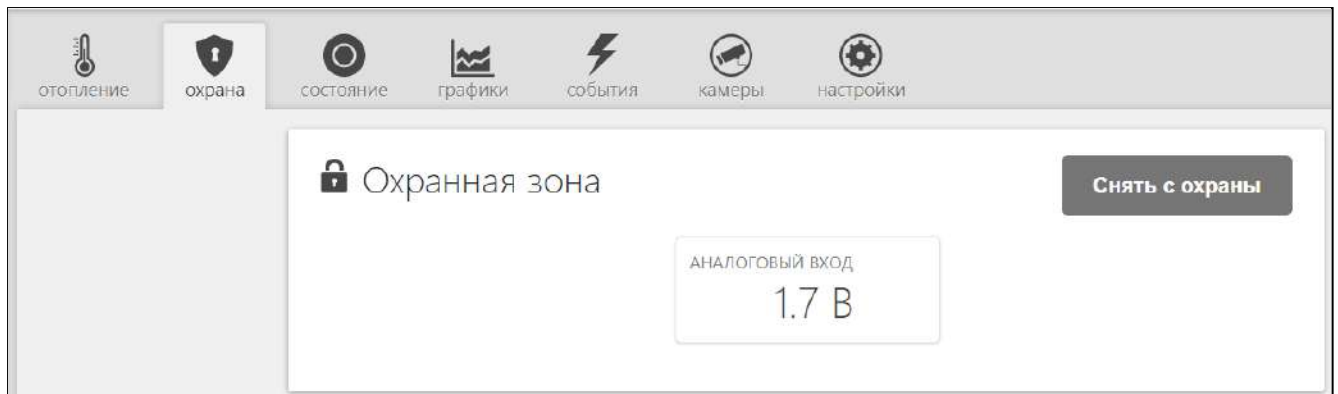 отопление охрана состояние графики события камеры настройки
Охранная зона Снять с охраны
АНАЛОГОВЫЙ ВХОД
1.7 В